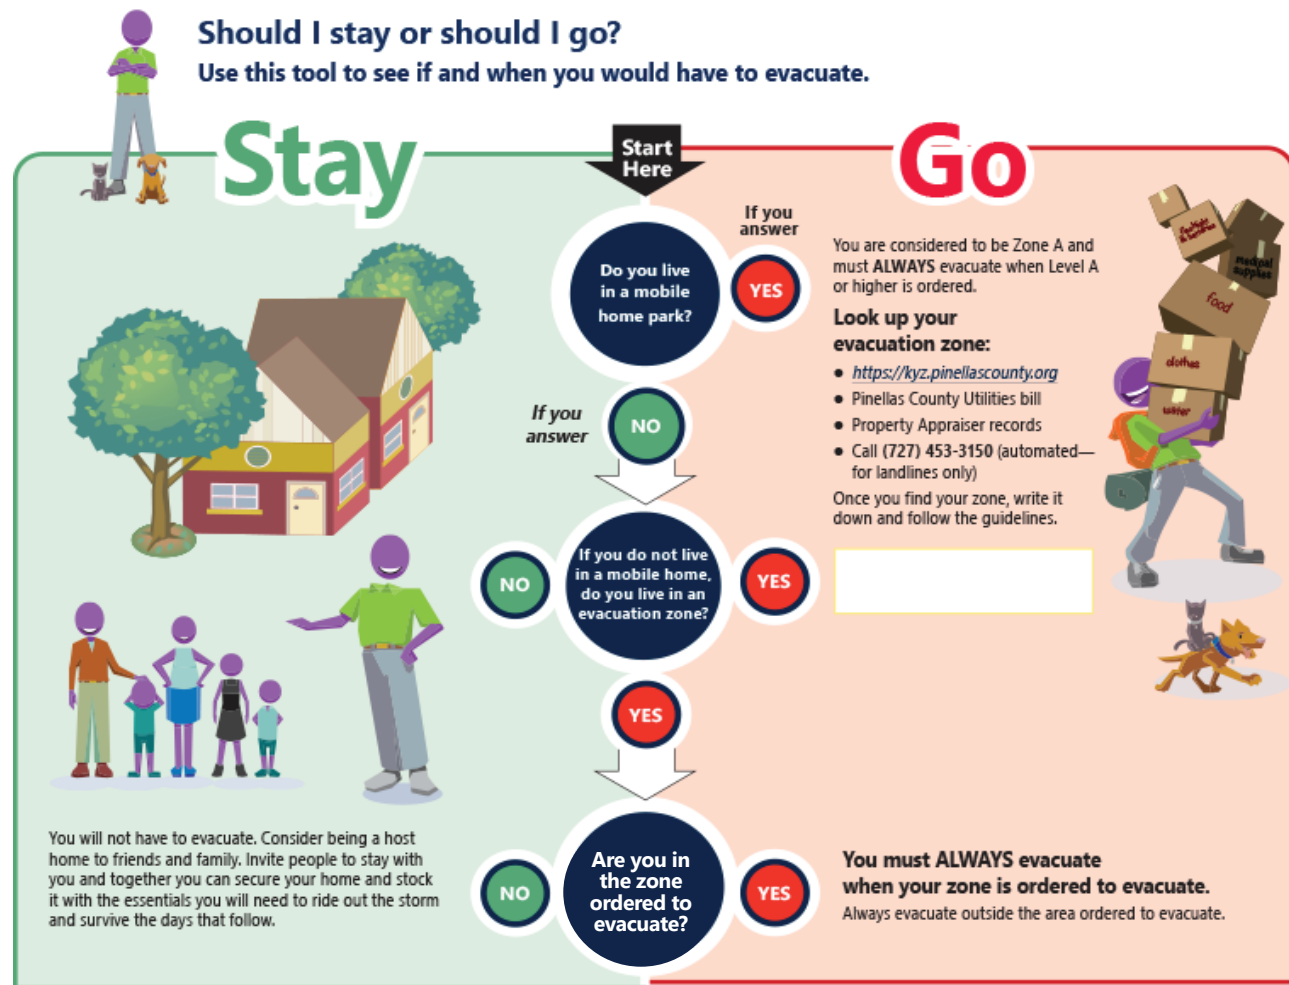 Should I stay or should I go?
Use this tool to see if and when you would have to evacuate.
Stay
Start
Here
Go
If you
answer
Do you live
in a mobile
home park?
YES
You are considered to be Zone A and
must ALWAYS evacuate when Level A
or higher is ordered.
Look up your
evacuation zone:
• https://kyz.pinellascounty.org
• Pinellas County Utilities bill
• Property Appraiser records
• Call (727) 453-3150 (automated—
for landlines only)
Once you find your zone, write it
down and follow the guidelines.
flashlight
& batteries
medical
supplies
food
clothes
water
If you
answer
NO
NO
If you do not live
in a mobile home,
do you live in an
evacuation zone?
YES
YES
You will not have to evacuate. Consider being a host
home to friends and family. Invite people to stay with
you and together you can secure your home and stock
it with the essentials you will need to ride out the storm
and survive the days that follow.
NO
Are you in
the zone
ordered to
evacuate?
YES
You must ALWAYS evacuate
when your zone is ordered to evacuate.
Always evacuate outside the area ordered to evacuate.